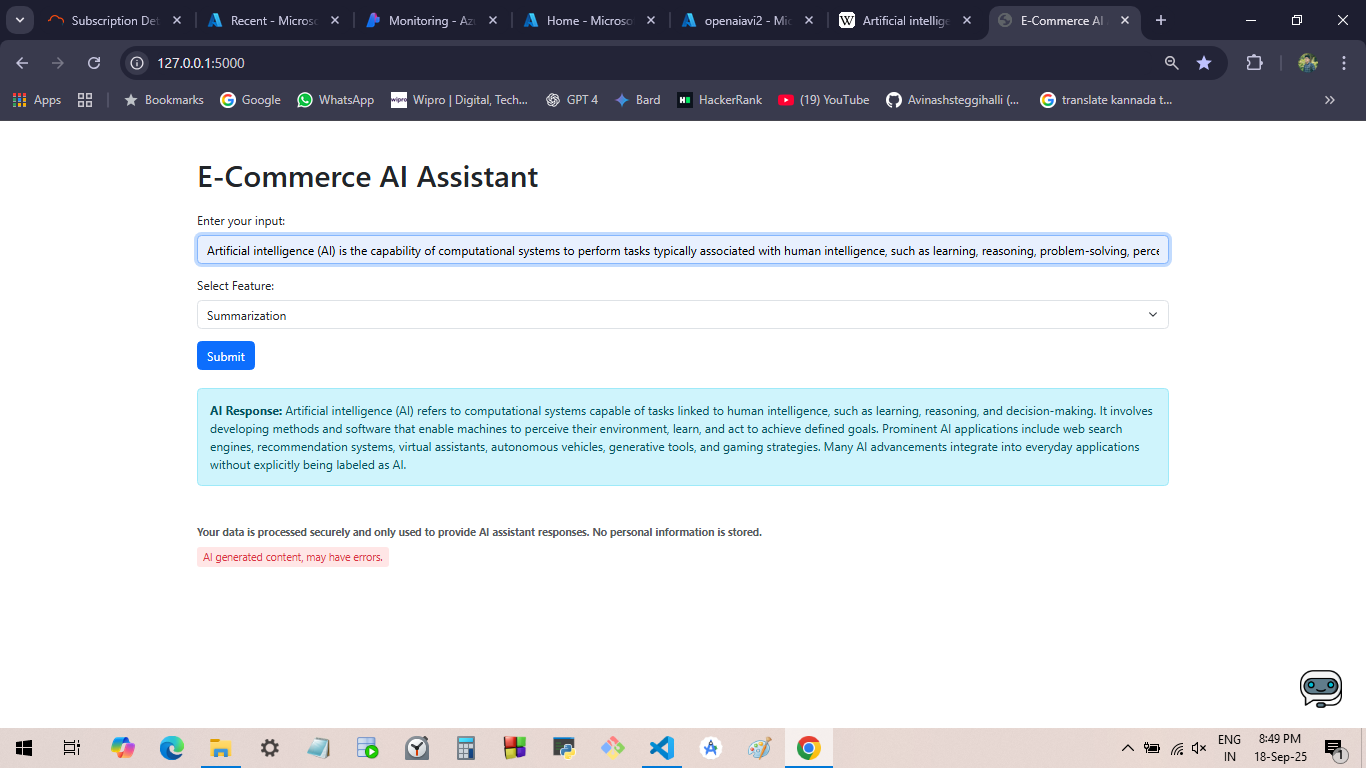 Subscription Det
Recent - Microso
Monitoring - Azu
Home - Microso
openaiavi2 - Mic
Artificial intellige
E-Commerce AI
127.0.0.1:5000
Apps
Bookmarks
Google
WhatsApp
wipro Wipro | Digital, Tech...
GPT 4
Bard
HackerRank
(19) YouTube
Avinashsteggihalli (...
translate kannada t...
E-Commerce AI Assistant
Enter your input:
Artificial intelligence (AI) is the capability of computational systems to perform tasks typically associated with human intelligence, such as learning, reasoning, problem-solving, perce
Select Feature:
Summarization
Submit
AI Response: Artificial intelligence (AI) refers to computational systems capable of tasks linked to human intelligence, such as learning, reasoning, and decision-making. It involves
developing methods and software that enable machines to perceive their environment, learn, and act to achieve defined goals. Prominent AI applications include web search
engines, recommendation systems, virtual assistants, autonomous vehicles, generative tools, and gaming strategies. Many AI advancements integrate into everyday applications
without explicitly being labeled as AI.
Your data is processed securely and only used to provide AI assistant responses. No personal information is stored.
AI generated content, may have errors.
ENG
IN
8:49 PM
18-Sep-25
1